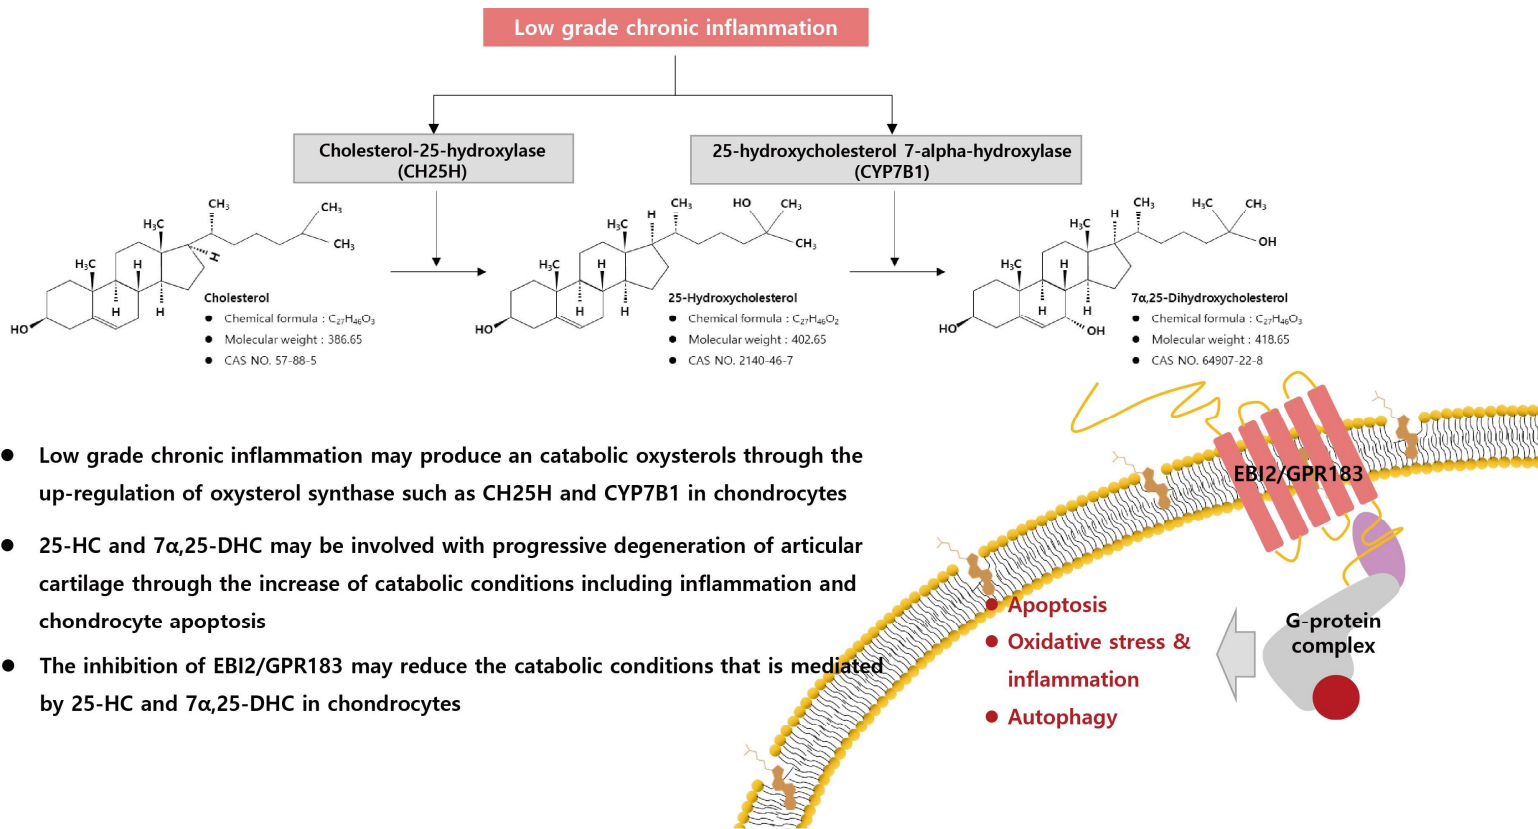 Low grade chronic inflammation
Cholesterol-25-hydroxylase
(CH25H)
25-hydroxycholesterol 7-alpha-hydroxylase
(CYP7B1)
CH₃
CH₃
H₃C
CH₃
H₃C
H
H
H
H
HO
Cholesterol
● Chemical formula : C₂₇H₄₆O₃
● Molecular weight : 386.65
● CAS NO. 57-88-5
CH₃
HO
CH₃
H
H₃C
CH₃
H₃C
H
H
H
HO
25-Hydroxycholesterol
● Chemical formula : C₂₇H₄₆O₂
● Molecular weight : 402.65
● CAS NO. 2140-46-7
CH₃
H₃C
CH₃
H
H₃C
OH
H₃C
H
H
H
HO
OH
7α,25-Dihydroxycholesterol
● Chemical formula : C₂₇H₄₆O₃
● Molecular weight : 418.65
● CAS NO. 64907-22-8
● Low grade chronic inflammation may produce an catabolic oxysterols through the
up-regulation of oxysterol synthase such as CH25H and CYP7B1 in chondrocytes
● 25-HC and 7α,25-DHC may be involved with progressive degeneration of articular
cartilage through the increase of catabolic conditions including inflammation and
chondrocyte apoptosis
● The inhibition of EBI2/GPR183 may reduce the catabolic conditions that is mediated
by 25-HC and 7α,25-DHC in chondrocytes
EBI2/GPR183
G-protein
complex
● Apoptosis
● Oxidative stress &
inflammation
● Autophagy